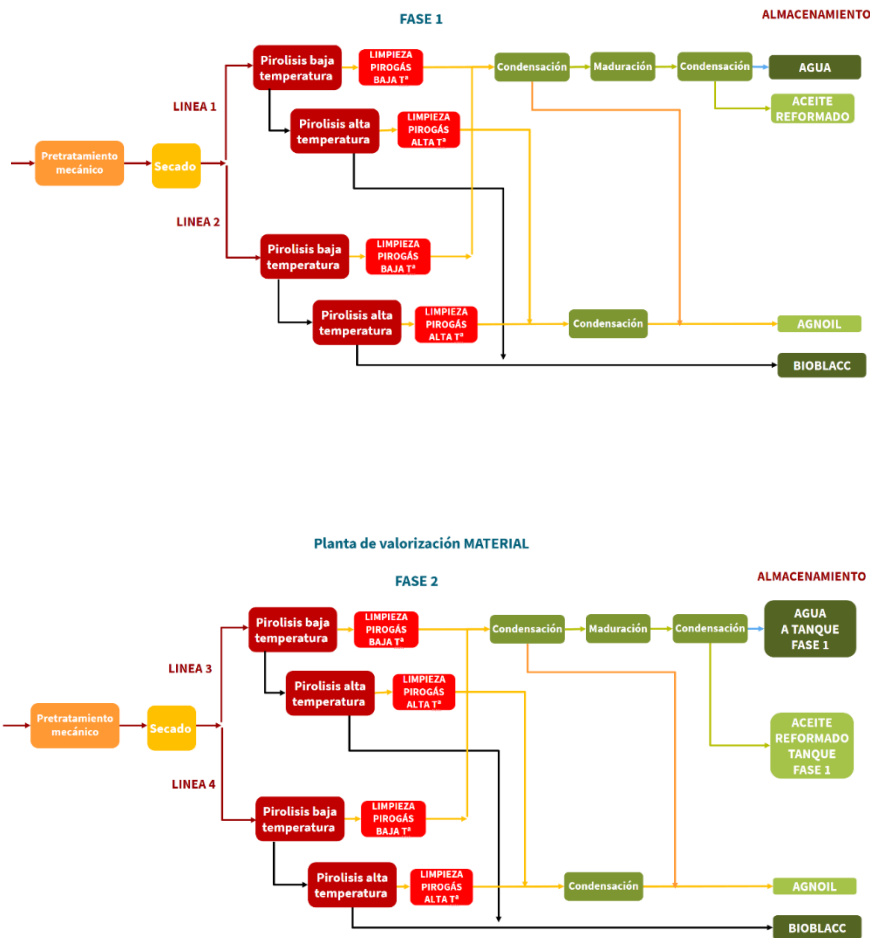 FASE 1
ALMACENAMIENTO
Pirolisis baja
temperatura
LIMPIEZA
PIROGÁS
BAJA Tª
Condensación
Maduración
Condensación
AGUA
LINEA 1
ACEITE
REFORMADO
Pirolisis alta
temperatura
LIMPIEZA
PIROGÁS
ALTA Tª
Pretratamiento
mecánico
Secado
LINEA 2
Pirolisis baja
temperatura
LIMPIEZA
PIROGÁS
BAJA Tª
Pirolisis alta
temperatura
LIMPIEZA
PIROGÁS
ALTA Tª
Condensación
AGNOIL
BIOBLACC
Planta de valorización MATERIAL
FASE 2
ALMACENAMIENTO
Pirolisis baja
temperatura
LIMPIEZA
PIROGÁS
BAJA Tª
Condensación
Maduración
Condensación
AGUA
A TANQUE
FASE 1
LINEA 3
Pirolisis alta
temperatura
LIMPIEZA
PIROGÁS
ALTA Tª
Pretratamiento
mecánico
Secado
ACEITE
REFORMADO
TANQUE
FASE 1
LINEA 4
Pirolisis baja
temperatura
LIMPIEZA
PIROGÁS
BAJA Tª
Pirolisis alta
temperatura
LIMPIEZA
PIROGÁS
ALTA Tª
Condensación
AGNOIL
BIOBLACC